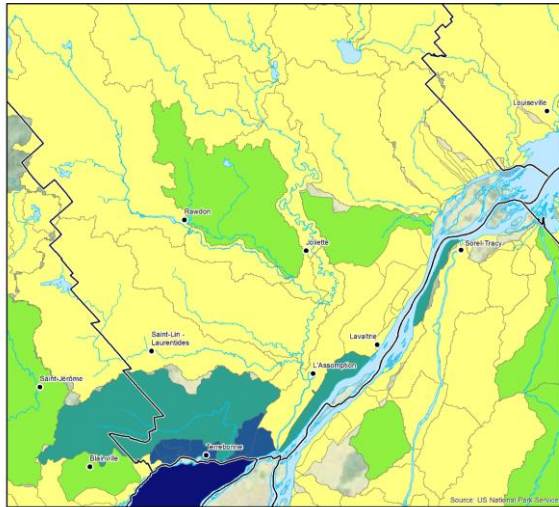 Louiseville
Rawdon
Joliette
Sorel-Tracy
Saint-Lin -
Laurentides
Lavaltrie
L'Assomption
Saint-Jérôme
Terrebonne
Blainville
Source: US National Park Service